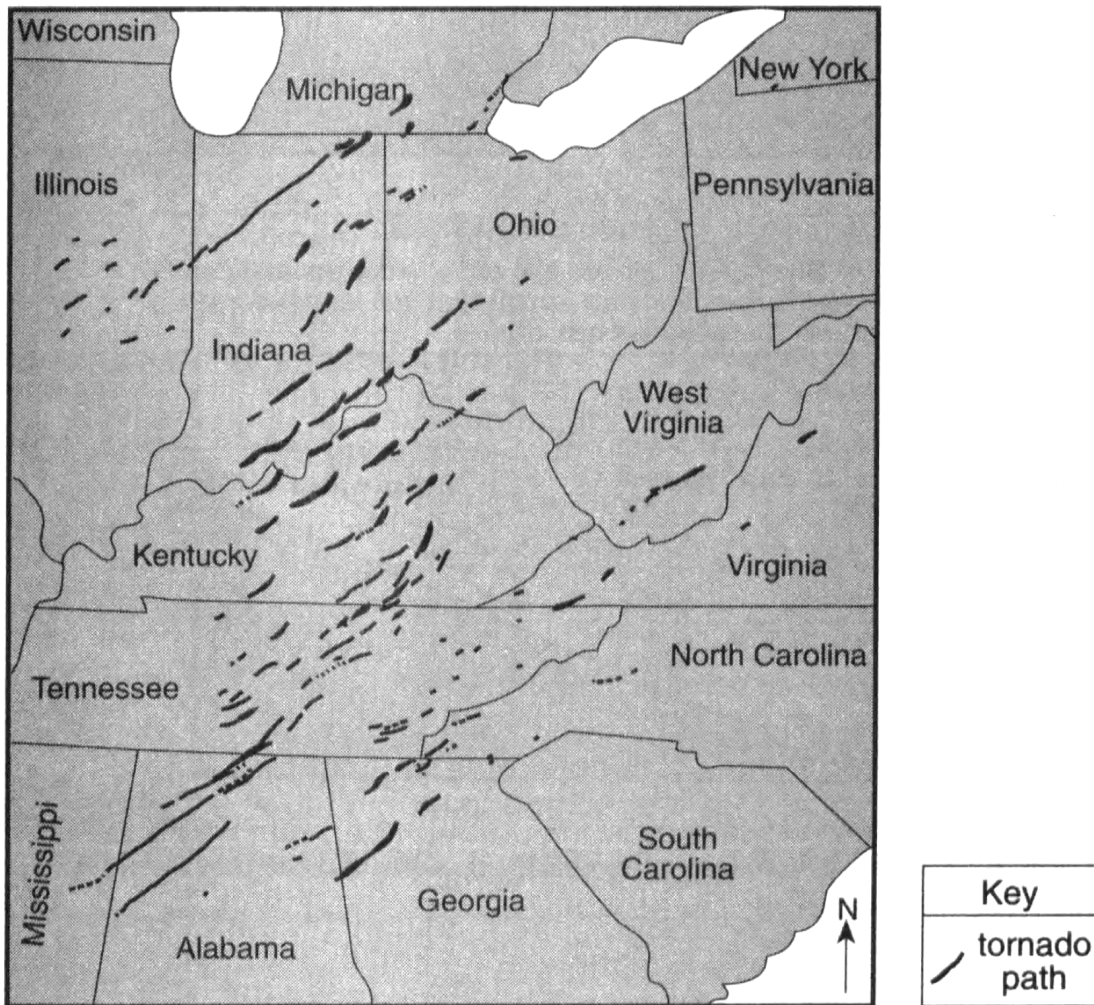 Wisconsin
Michigan
New York
Illinois
Pennsylvania
Ohio
Indiana
West
Virginia
Kentucky
Virginia
North Carolina
Tennessee
Mississippi
South
Carolina
Georgia
Alabama
N
Key
tornado
path